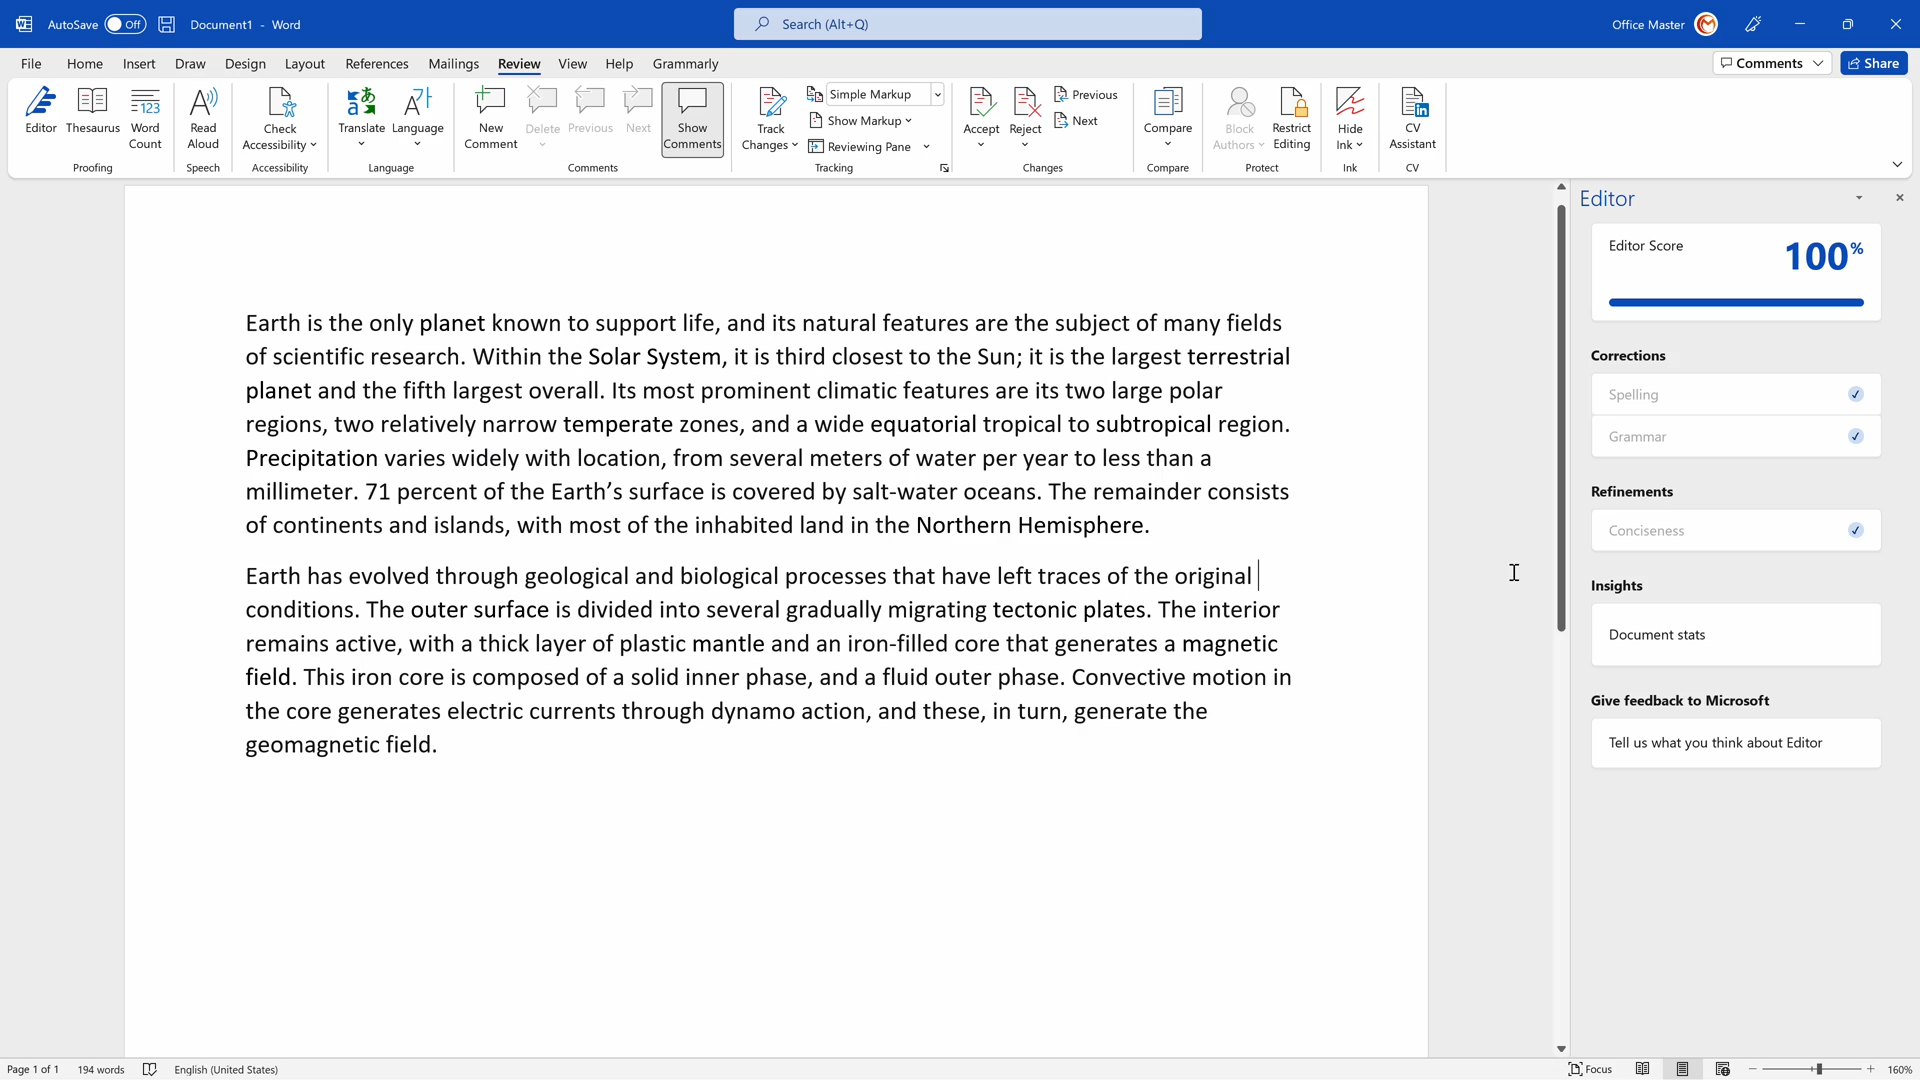 AutoSave Off Document1 - Word Search (Alt+Q) Office Master
File Home Insert Draw Design Layout References Mailings Review View Help Grammarly Comments Share
Editor
Thesaurus
Word
Count
Proofing
Read
Aloud
Speech
Check
Accessibility
Accessibility
Translate
Language
Language
New
Comment
Delete
Previous
Next
Show
Comments
Comments
Track
Changes
Simple Markup
Show Markup
Reviewing Pane
Tracking
Accept
Reject
Previous
Next
Changes
Compare
Compare
Block
Authors
Restrict
Editing
Protect
Hide
Ink
Ink
CV
Assistant
CV
Earth is the only planet known to support life, and its natural features are the subject of many fields
of scientific research. Within the Solar System, it is third closest to the Sun; it is the largest terrestrial
planet and the fifth largest overall. Its most prominent climatic features are its two large polar
regions, two relatively narrow temperate zones, and a wide equatorial tropical to subtropical region.
Precipitation varies widely with location, from several meters of water per year to less than a
millimeter. 71 percent of the Earth’s surface is covered by salt-water oceans. The remainder consists
of continents and islands, with most of the inhabited land in the Northern Hemisphere.
Earth has evolved through geological and biological processes that have left traces of the original
conditions. The outer surface is divided into several gradually migrating tectonic plates. The interior
remains active, with a thick layer of plastic mantle and an iron-filled core that generates a magnetic
field. This iron core is composed of a solid inner phase, and a fluid outer phase. Convective motion in
the core generates electric currents through dynamo action, and these, in turn, generate the
geomagnetic field.
Editor
Editor Score 100%
Corrections
Spelling
Grammar
Refinements
Conciseness
Insights
Document stats
Give feedback to Microsoft
Tell us what you think about Editor
Page 1 of 1 194 words English (United States) Focus 160%